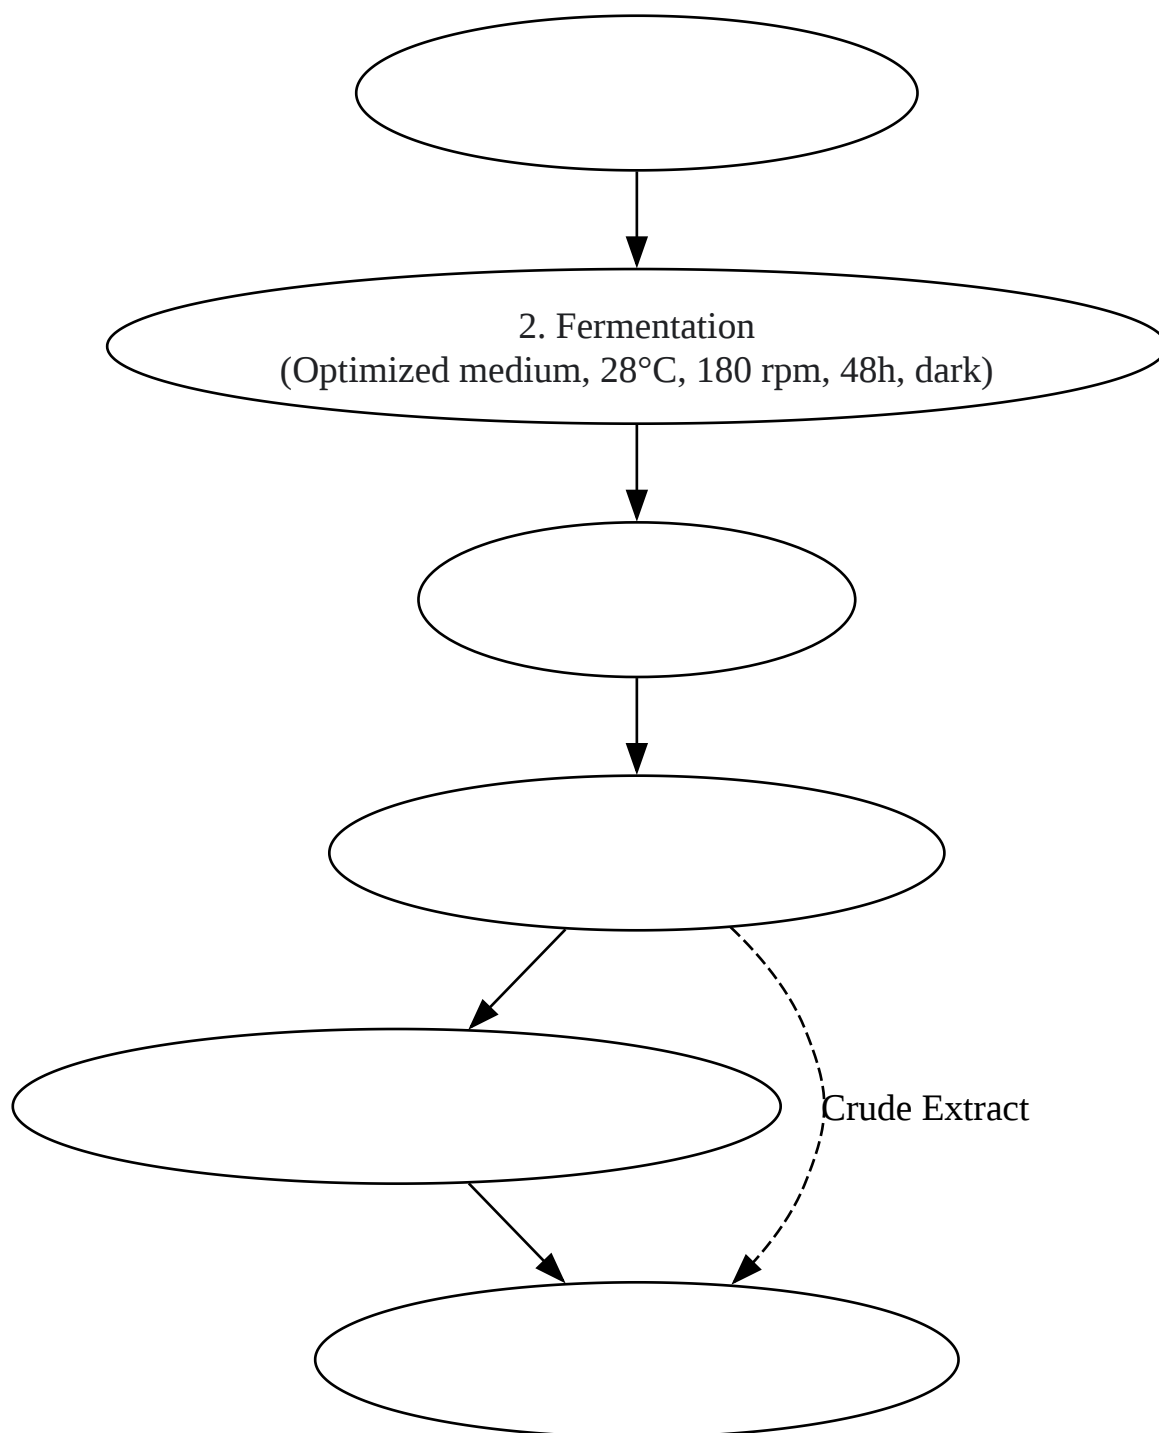 2. Fermentation
(Optimized medium, 28°C, 180 rpm, 48h, dark)
Crude Extract